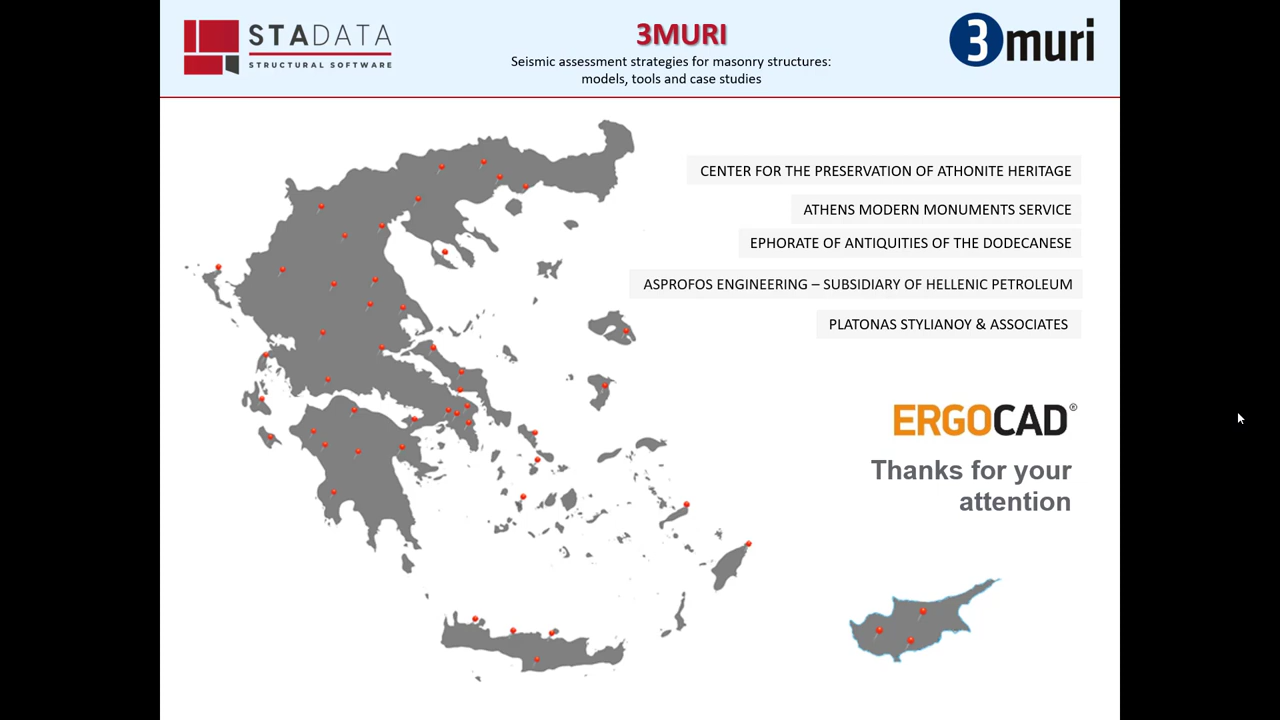 STADATA
STRUCTURAL SOFTWARE
3MURI
Seismic assessment strategies for masonry structures:
models, tools and case studies
3muri
CENTER FOR THE PRESERVATION OF ATHONITE HERITAGE
ATHENS MODERN MONUMENTS SERVICE
EPHORATE OF ANTIQUITIES OF THE DODECANESE
ASPROFOS ENGINEERING – SUBSIDIARY OF HELLENIC PETROLEUM
PLATONAS STYLIANOY & ASSOCIATES
ERGOCAD®
Thanks for your
attention